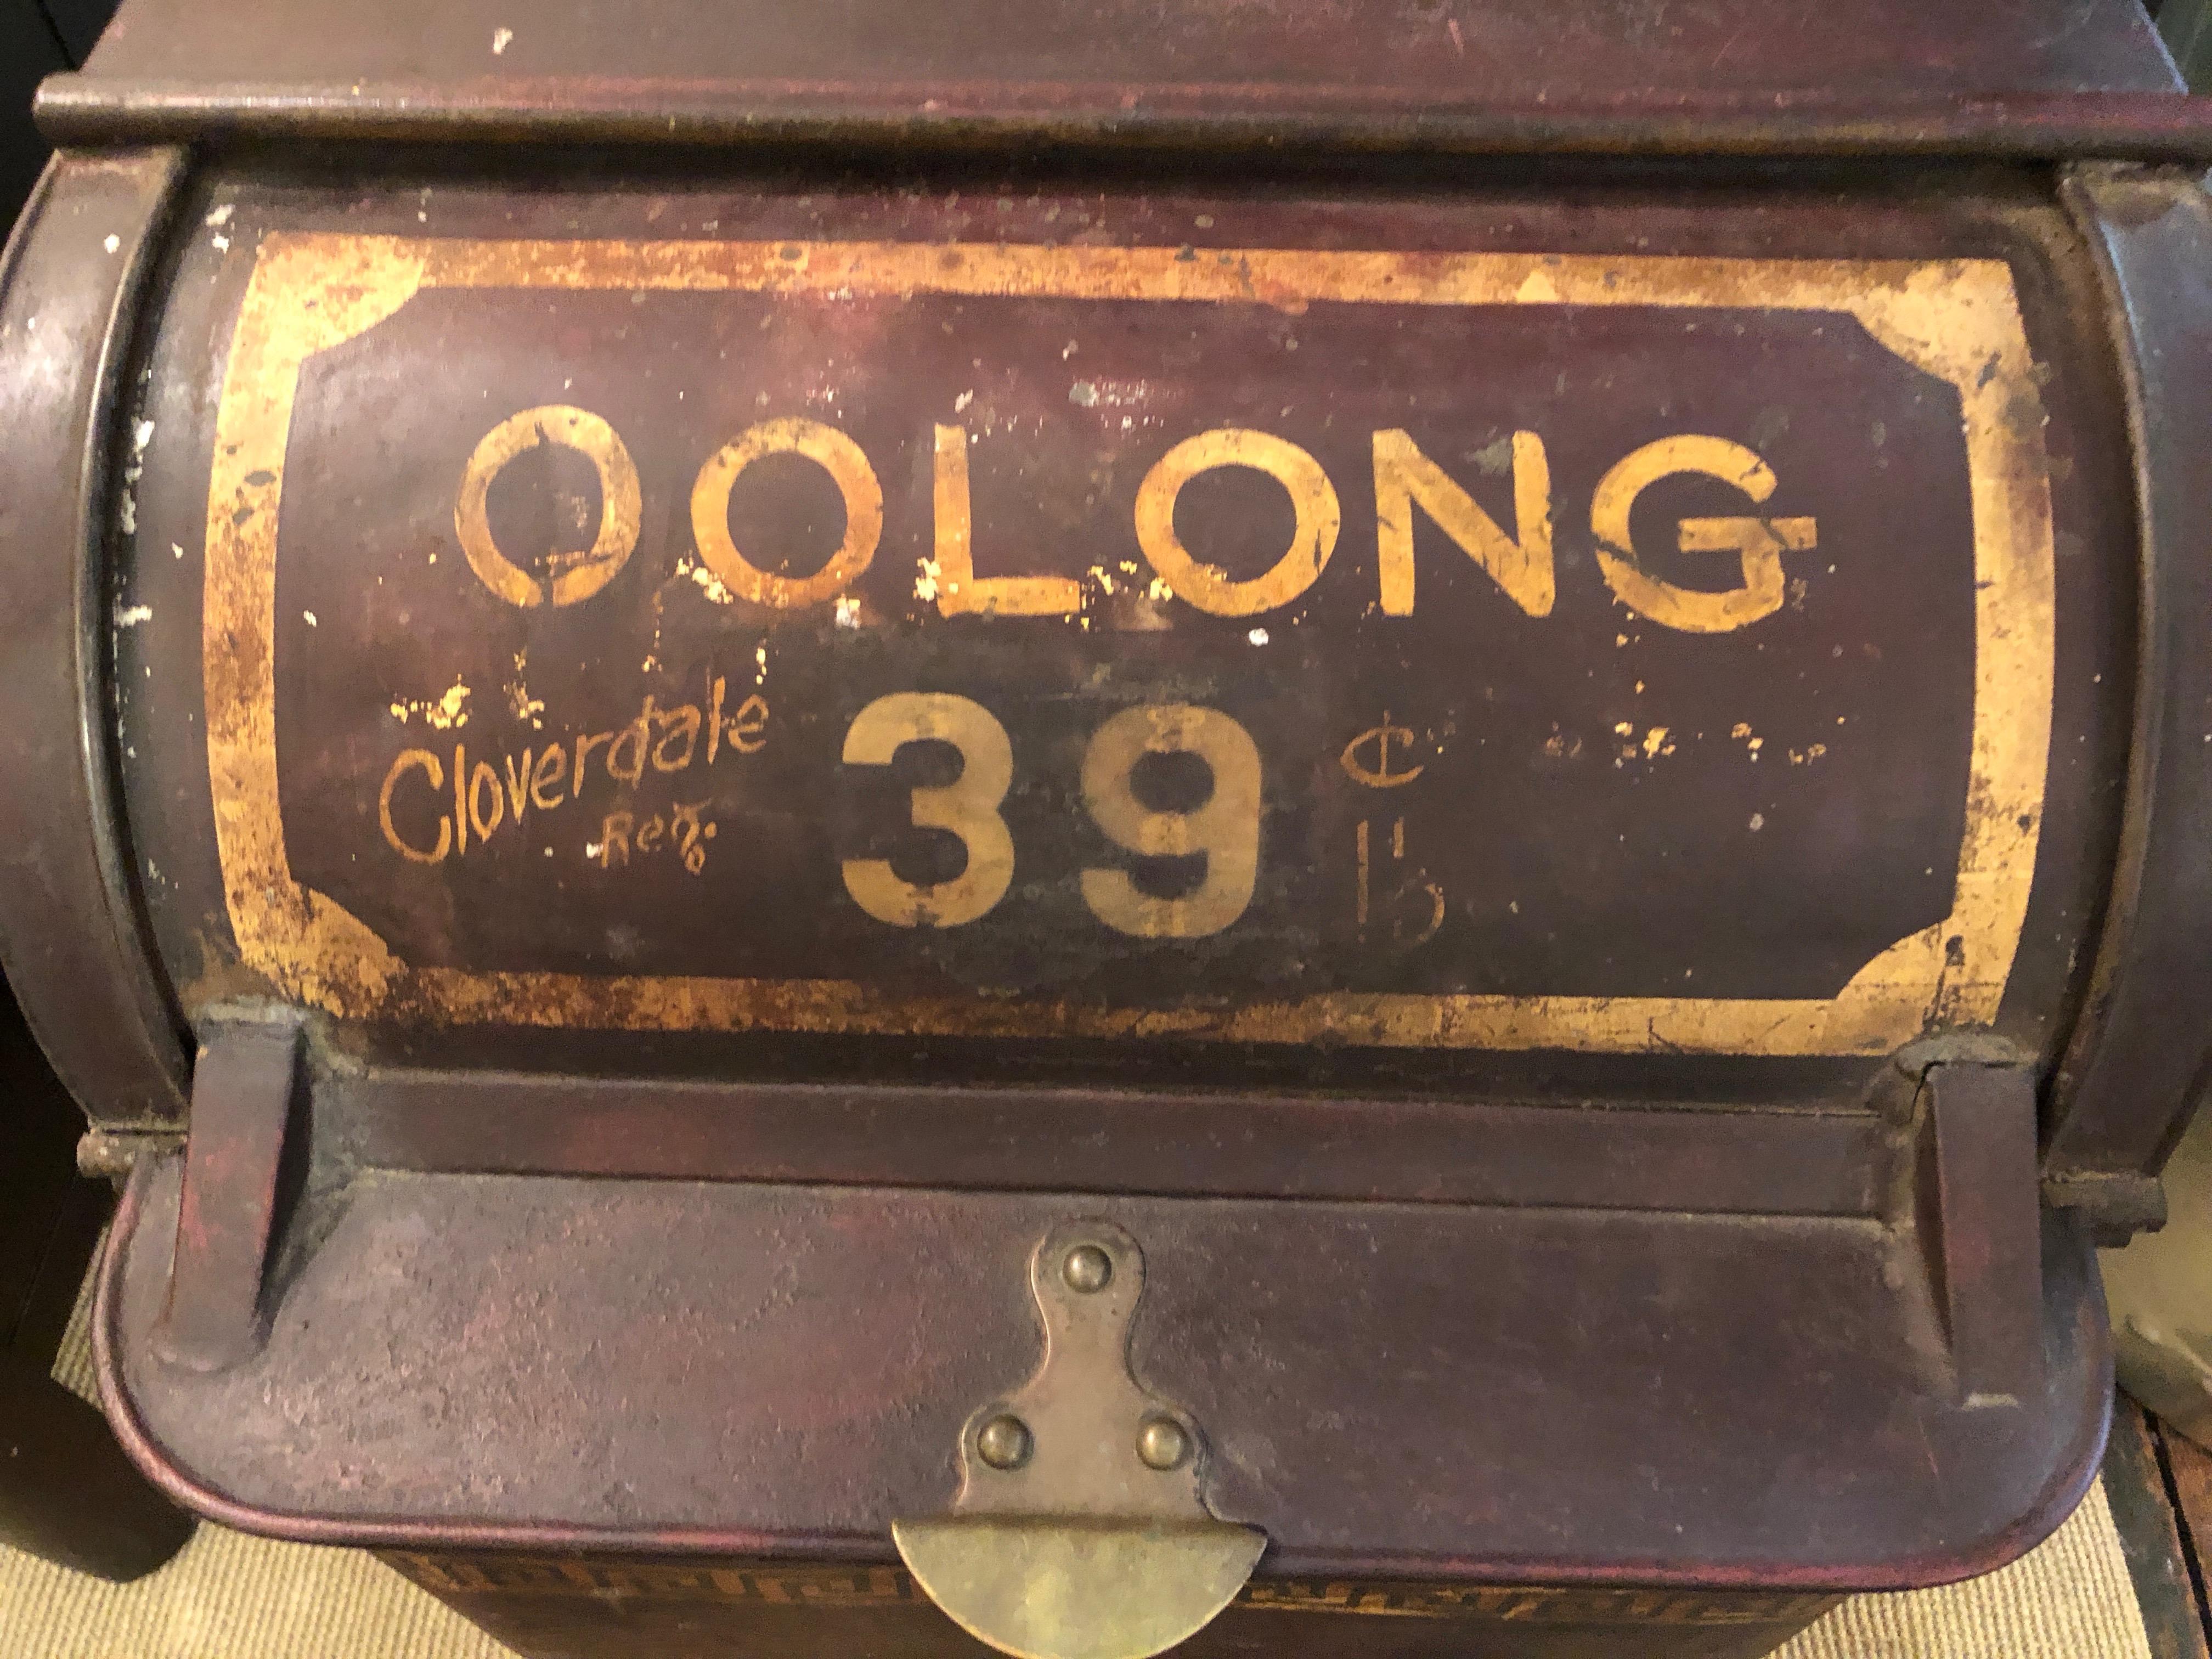 OOLONG
Cloverdale 39 ¢
Reg. lb